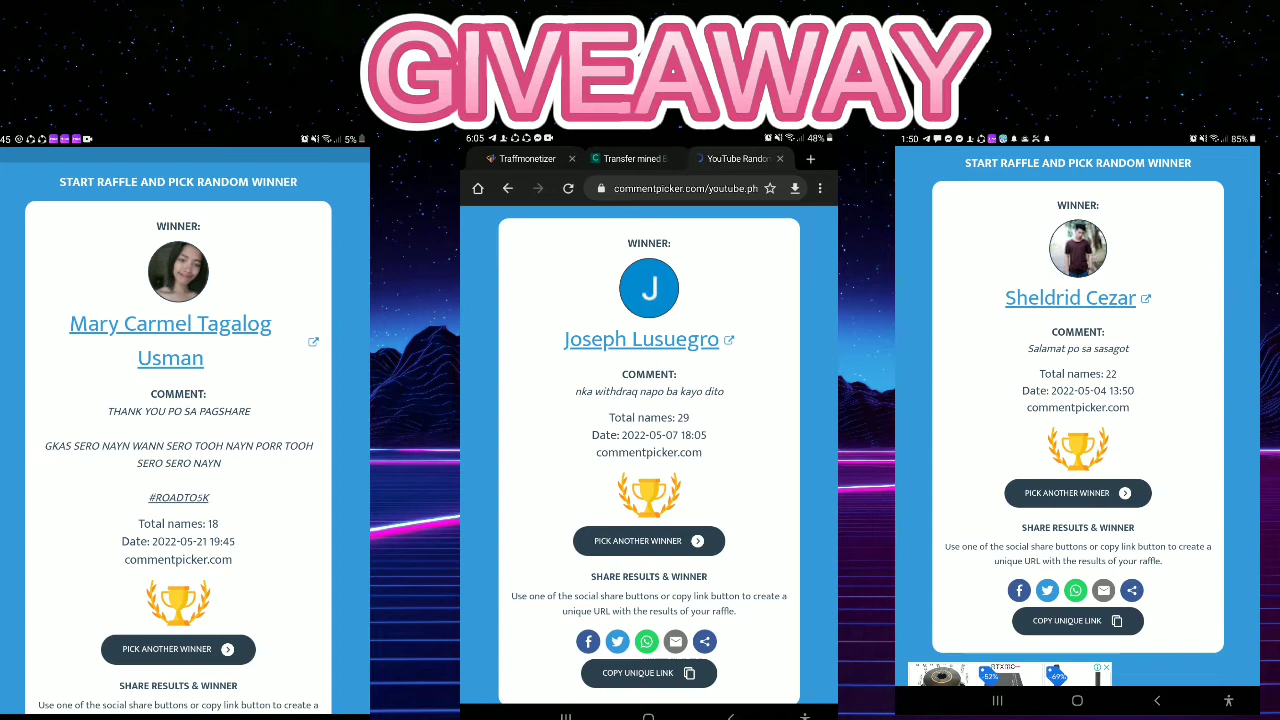 GIVEAWAY
45
5%
START RAFFLE AND PICK RANDOM WINNER
WINNER:
Mary Carmel Tagalog
Usman
COMMENT:
THANK YOU PO SA PAGSHARE
GKAS SERO NAYN WANN SERO TOOH NAYN PORR TOOH
SERO SERO NAYN
#ROADTO5K
Total names: 18
Date: 2022-05-21 19:45
commentpicker.com
PICK ANOTHER WINNER
SHARE RESULTS & WINNER
Use one of the social share buttons or copy link button to create a
6:05
48%
Traffmonetizer
Transfer mined
YouTube Random
commentpicker.com/youtube.ph
WINNER:
J
Joseph Lusuegro
COMMENT:
nka withdraq napo ba kayo dito
Total names: 29
Date: 2022-05-07 18:05
commentpicker.com
PICK ANOTHER WINNER
SHARE RESULTS & WINNER
Use one of the social share buttons or copy link button to create a
unique URL with the results of your raffle.
COPY UNIQUE LINK
1:50
85%
START RAFFLE AND PICK RANDOM WINNER
WINNER:
Sheldrid Cezar
COMMENT:
Salamat po sa sasagot
Total names: 22
Date: 2022-05-04 13:50
commentpicker.com
PICK ANOTHER WINNER
SHARE RESULTS & WINNER
Use one of the social share buttons or copy link button to create a
unique URL with the results of your raffle.
COPY UNIQUE LINK
-52%
-69%